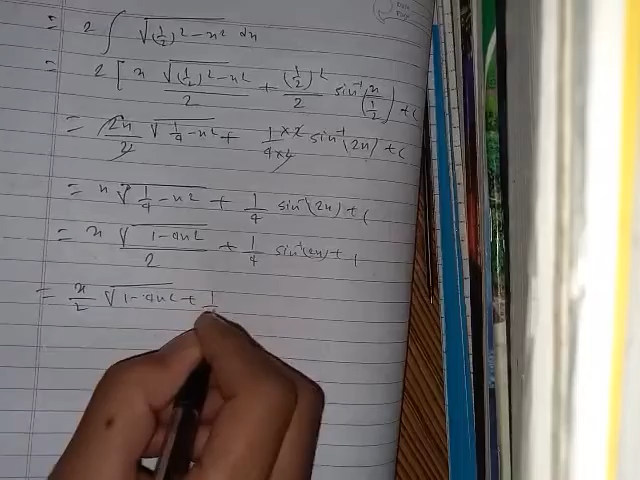 = 2 ∫ √((1/2)² - x²) dx
= 2 [ x √((1/2)² - x²) / 2 + (1/2)² / 2 sin⁻¹ (x / (1/2)) ] + c
= 2x/2 √(1/4 - x²) + 1 × 2 / 4 × 2 sin⁻¹ (2x) + c
= x √(1/4 - x²) + 1/4 sin⁻¹ (2x) + c
= x √(1 - 4x²) / 2 + 1/4 sin⁻¹ (2x) + c
= x/2 √(1 - 4x²) + 1